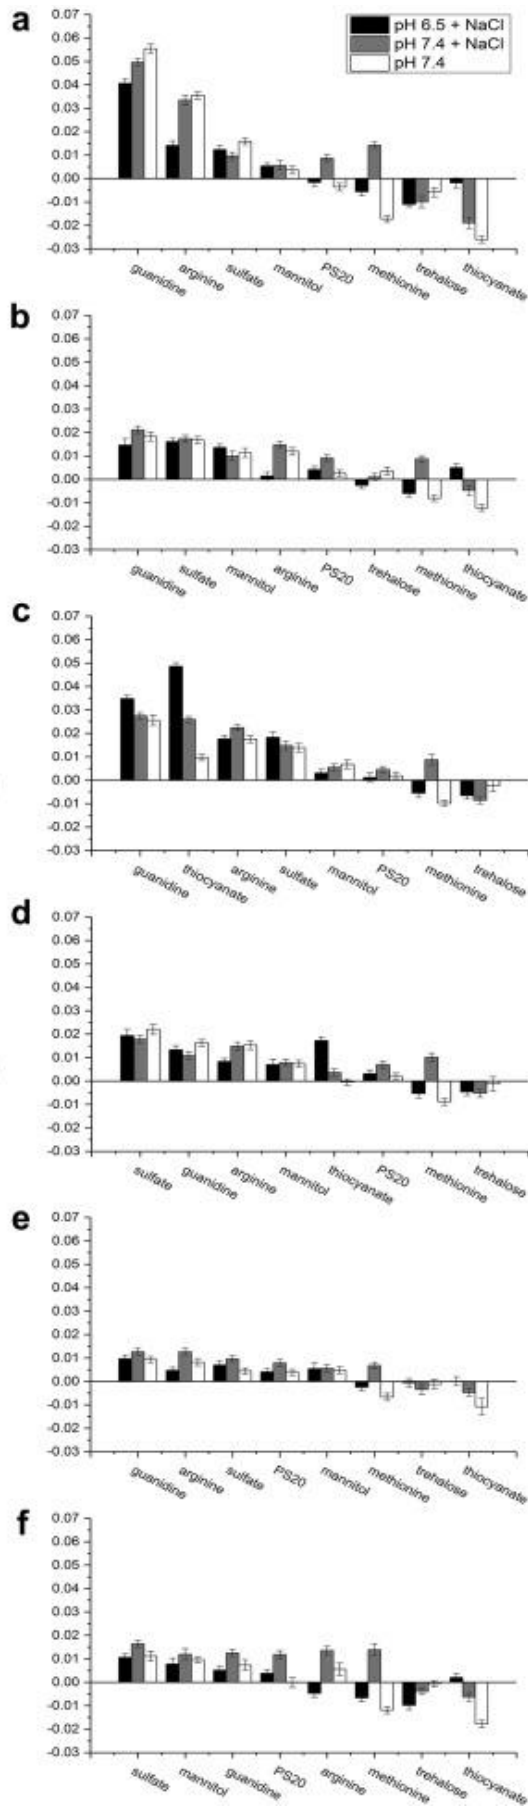 a
pH 6.5 + NaCl
pH 7.4 + NaCl
pH 7.4
0.07
0.06
0.05
0.04
0.03
0.02
0.01
0.00
-0.01
-0.02
-0.03
guanidine
arginine
sulfate
mannitol
PS20
methionine
trehalose
thiocyanate
b
0.07
0.06
0.05
0.04
0.03
0.02
0.01
0.00
-0.01
-0.02
-0.03
guanidine
sulfate
mannitol
arginine
PS20
trehalose
methionine
thiocyanate
c
0.07
0.06
0.05
0.04
0.03
0.02
0.01
0.00
-0.01
-0.02
-0.03
guanidine
thiocyanate
arginine
sulfate
mannitol
PS20
methionine
trehalose
d
0.07
0.06
0.05
0.04
0.03
0.02
0.01
0.00
-0.01
-0.02
-0.03
sulfate
guanidine
arginine
mannitol
thiocyanate
PS20
methionine
trehalose
e
0.07
0.06
0.05
0.04
0.03
0.02
0.01
0.00
-0.01
-0.02
-0.03
guanidine
arginine
sulfate
PS20
mannitol
methionine
trehalose
thiocyanate
f
0.07
0.06
0.05
0.04
0.03
0.02
0.01
0.00
-0.01
-0.02
-0.03
sulfate
mannitol
guanidine
PS20
arginine
methionine
trehalose
thiocyanate